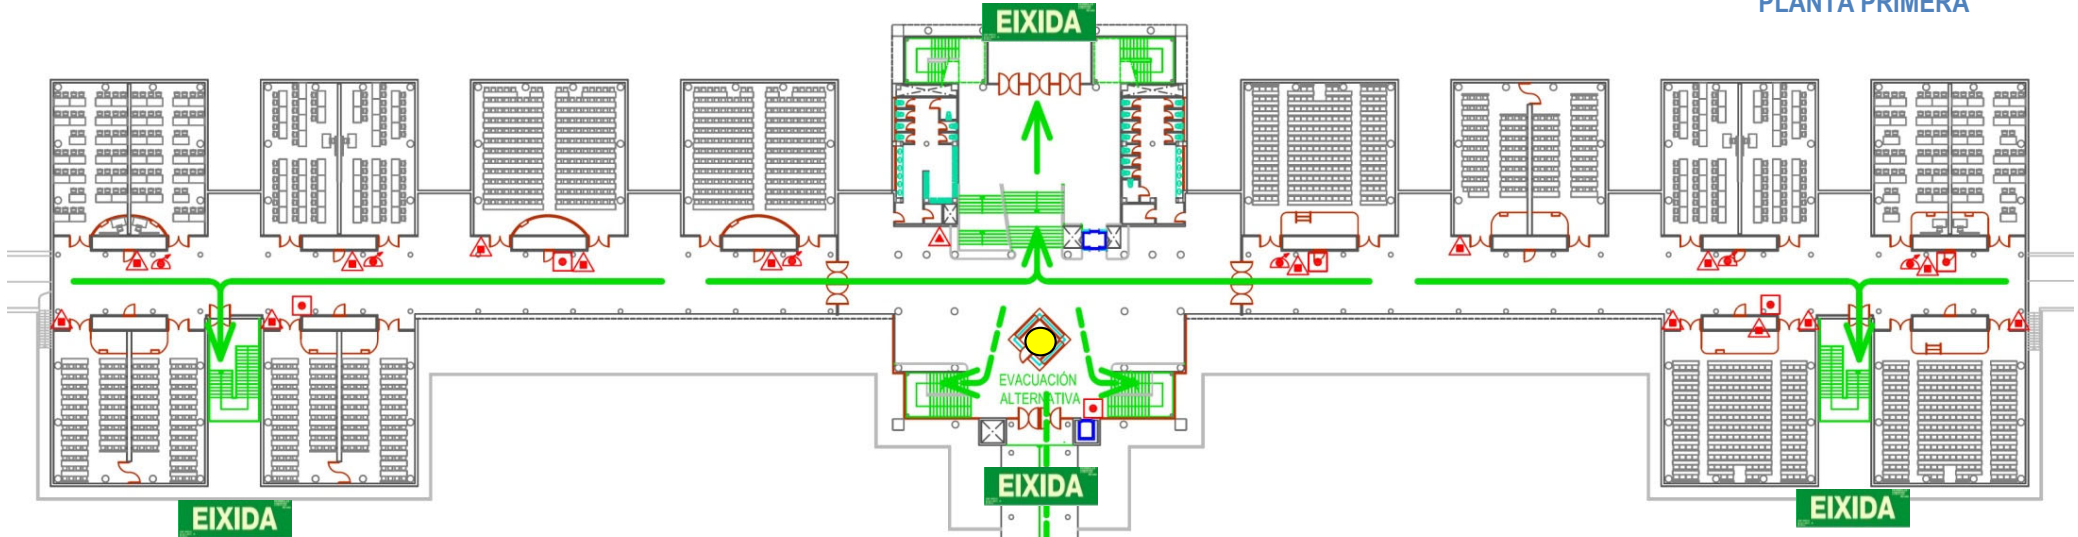 PLANTA PRIMERA
EIXIDA
EVACUACIÓN
ALTERNATIVA
EIXIDA
EIXIDA
EIXIDA